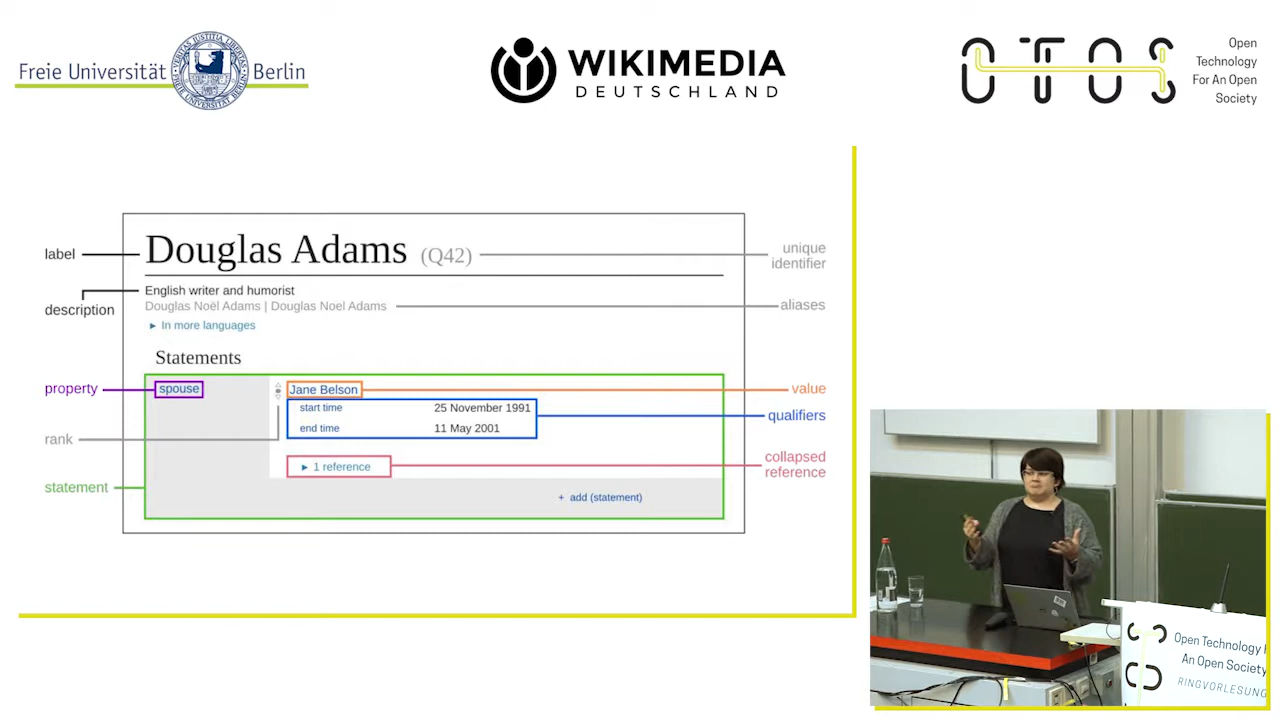 Freie Universität Berlin
WIKIMEDIA
DEUTSCHLAND
OTOS
Open
Technology
For An Open
Society
label
Douglas Adams (Q42)
unique
identifier
description
English writer and humorist
Douglas Noël Adams | Douglas Noel Adams
aliases
► In more languages
Statements
property
spouse
Jane Belson
value
start time 25 November 1991
qualifiers
end time 11 May 2001
rank
► 1 reference
collapsed
reference
statement
+ add (statement)
Open Technology
An Open Society
RINGVORLESUNG